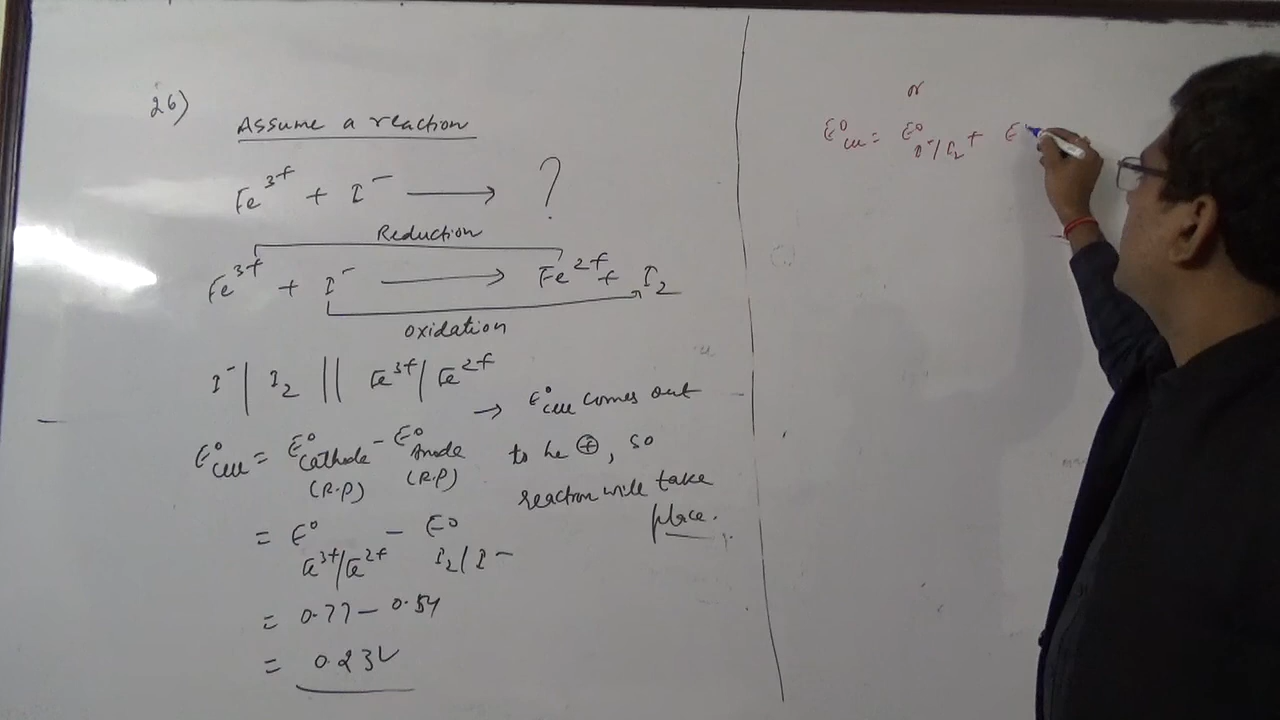 26)
Assume a reaction
Fe³⁺ + I⁻ ⟶ ?
Reduction
Fe³⁺ + I⁻ ⟶ Fe²⁺ + I₂
oxidation
I⁻ | I₂ || Fe³⁺/Fe²⁺
→ E°cell comes out
to be ⊕, so
reaction will take
place.
E°cell = E°Cathode - E°Anode
(R.P) (R.P)
= E°Fe³⁺/Fe²⁺ - E°I₂/I⁻
= 0.77 - 0.54
= 0.23V
or
E°cell = E°I⁻/I₂ + E°